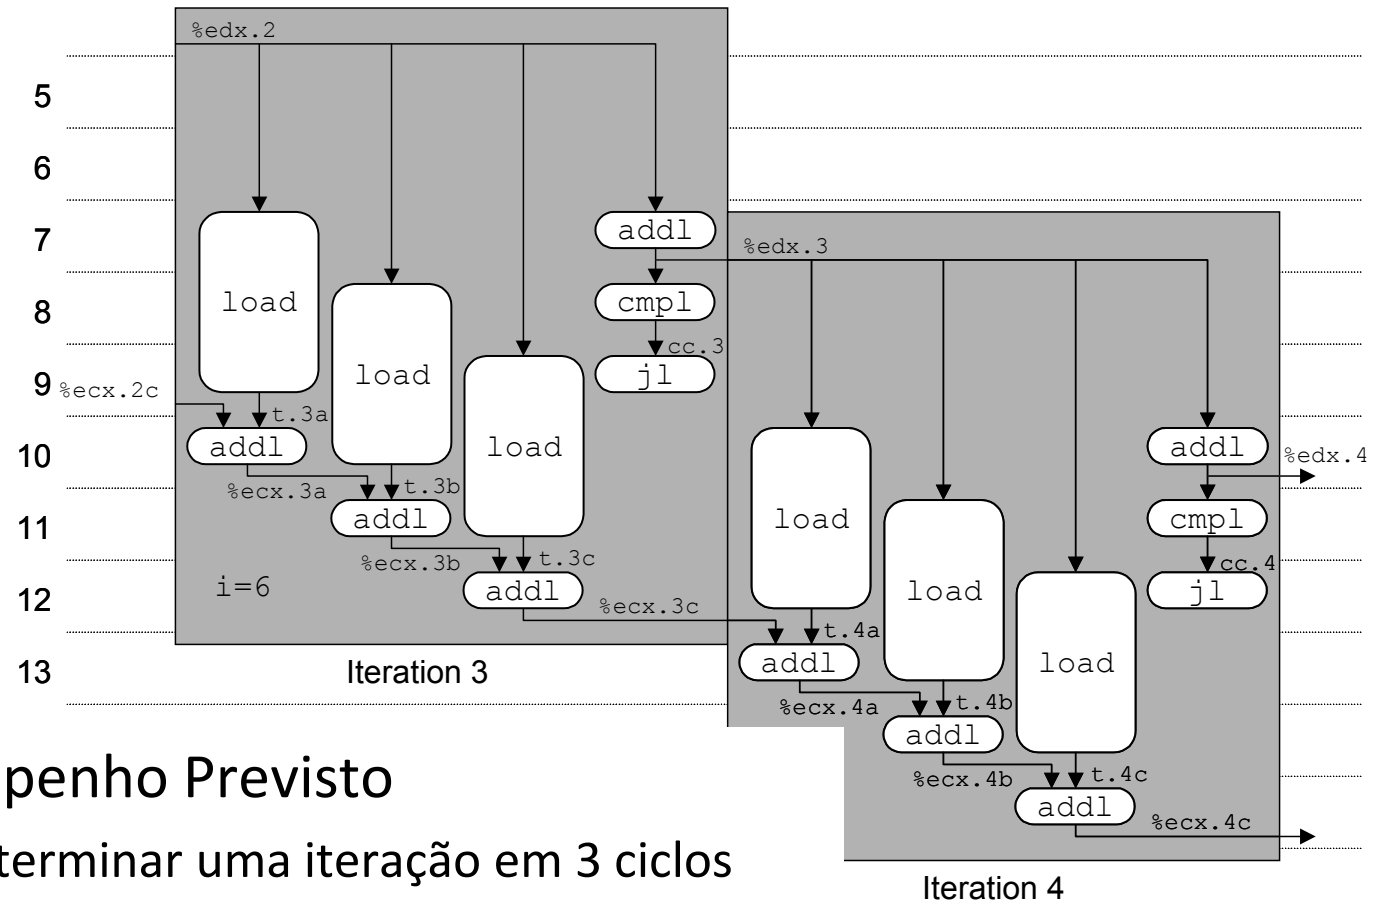 %edx.2
5
6
7
addl
%edx.3
load
8
cmpl
load
cc.3
9
%ecx.2c
jl
load
t.3a
10
addl
addl
%edx.4
%ecx.3a
t.3b
11
addl
load
cmpl
%ecx.3b
t.3c
cc.4
i=6
12
addl
load
jl
%ecx.3c
t.4a
13
Iteration 3
addl
load
%ecx.4a
t.4b
addl
penho Previsto
%ecx.4b
t.4c
addl
%ecx.4c
terminar uma iteração em 3 ciclos
Iteration 4